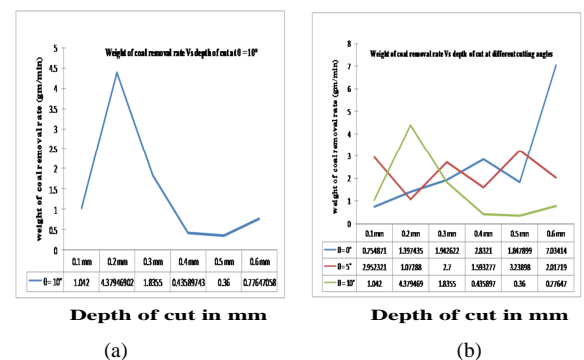 Weight of coal removal rate Vs depth of cut at θ = 10°
weight of coal removal rate (gm/min)
5
4.5
4
3.5
3
2.5
2
1.5
1
0.5
0
0.1 mm 0.2 mm 0.3 mm 0.4 mm 0.5 mm 0.6 mm
θ = 10° 1.042 4.37946902 1.8355 0.43589743 0.36 0.77647058
Depth of cut in mm
(a)
Weight of coal removal rate Vs depth of cut at different cutting angles
weight of coal removal rate (gm/min)
8
7
6
5
4
3
2
1
0
0.1mm 0.2 mm 0.3 mm 0.4 mm 0.5 mm 0.6 mm
θ = 0° 0.754871 1.397435 1.942622 2.8321 1.847899 7.03414
θ = 5° 2.952321 1.07288 2.7 1.593277 3.23898 2.01719
θ = 10° 1.042 4.379469 1.8355 0.435897 0.36 0.77647
Depth of cut in mm
(b)